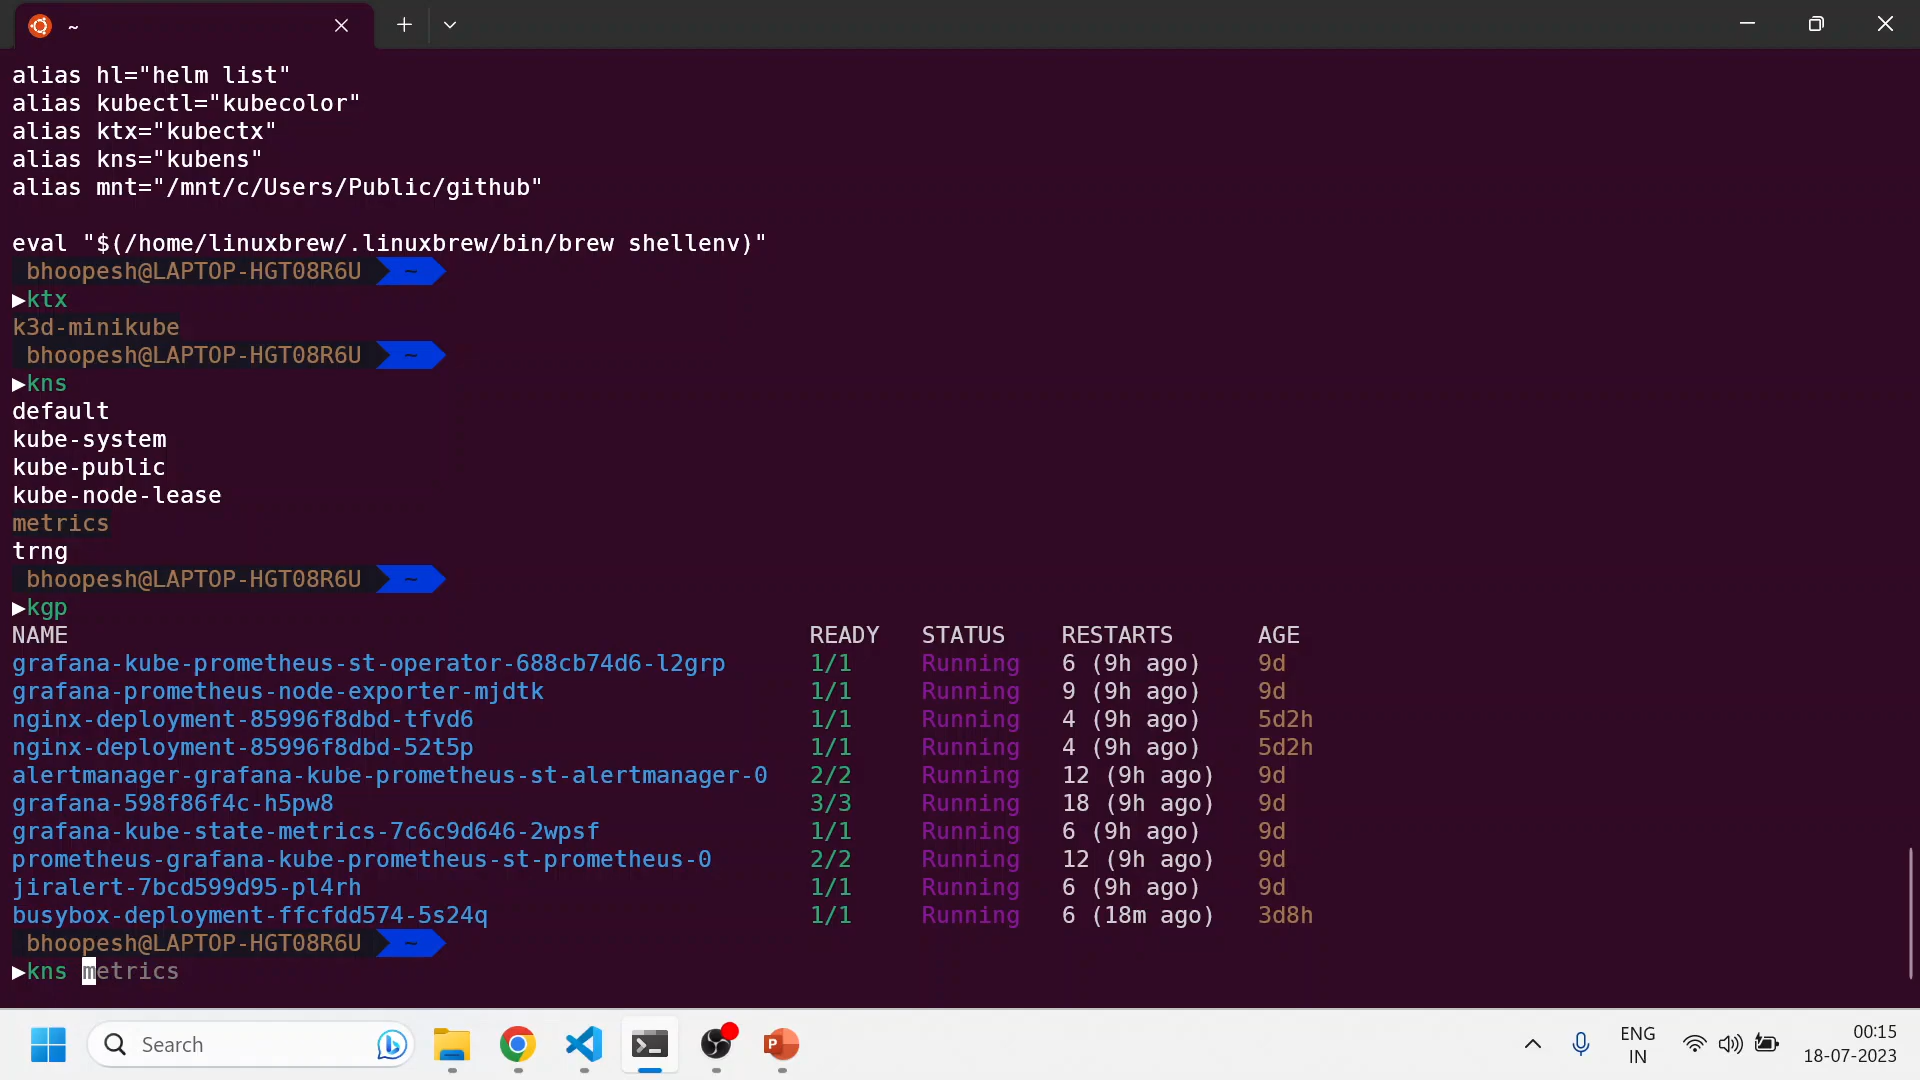 ~
alias hl="helm list"
alias kubectl="kubecolor"
alias ktx="kubectx"
alias kns="kubens"
alias mnt="/mnt/c/Users/Public/github"
eval "$(/home/linuxbrew/.linuxbrew/bin/brew shellenv)"
bhoopesh@LAPTOP-HGT08R6U ~
▶ktx
k3d-minikube
bhoopesh@LAPTOP-HGT08R6U ~
▶kns
default
kube-system
kube-public
kube-node-lease
metrics
trng
bhoopesh@LAPTOP-HGT08R6U ~
▶kgp
NAME READY STATUS RESTARTS AGE
grafana-kube-prometheus-st-operator-688cb74d6-l2grp 1/1 Running 6 (9h ago) 9d
grafana-prometheus-node-exporter-mjdtk 1/1 Running 9 (9h ago) 9d
nginx-deployment-85996f8dbd-tfvd6 1/1 Running 4 (9h ago) 5d2h
nginx-deployment-85996f8dbd-52t5p 1/1 Running 4 (9h ago) 5d2h
alertmanager-grafana-kube-prometheus-st-alertmanager-0 2/2 Running 12 (9h ago) 9d
grafana-598f86f4c-h5pw8 3/3 Running 18 (9h ago) 9d
grafana-kube-state-metrics-7c6c9d646-2wpsf 1/1 Running 6 (9h ago) 9d
prometheus-grafana-kube-prometheus-st-prometheus-0 2/2 Running 12 (9h ago) 9d
jiralert-7bcd599d95-pl4rh 1/1 Running 6 (9h ago) 9d
busybox-deployment-ffcfdd574-5s24q 1/1 Running 6 (18m ago) 3d8h
bhoopesh@LAPTOP-HGT08R6U ~
▶kns metrics
Search
P
ENG
IN
00:15
18-07-2023